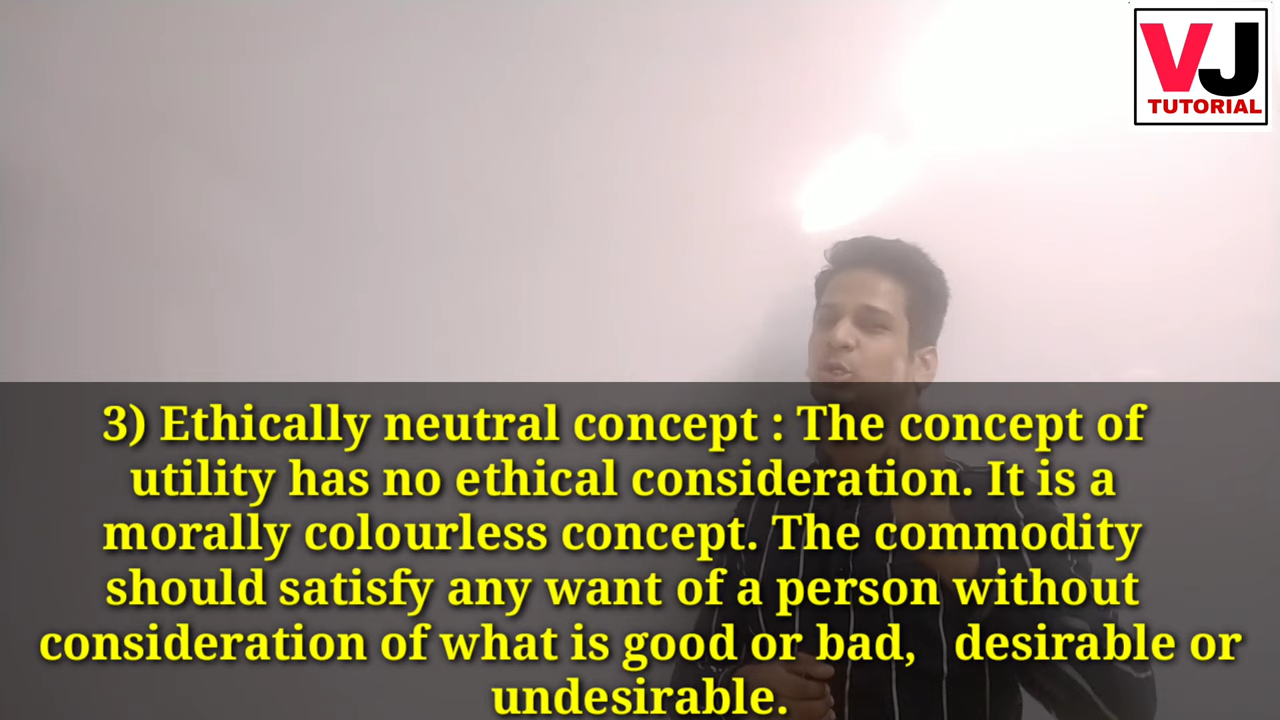 VJ
TUTORIAL
3) Ethically neutral concept : The concept of
utility has no ethical consideration. It is a
morally colourless concept. The commodity
should satisfy any want of a person without
consideration of what is good or bad, desirable or
undesirable.